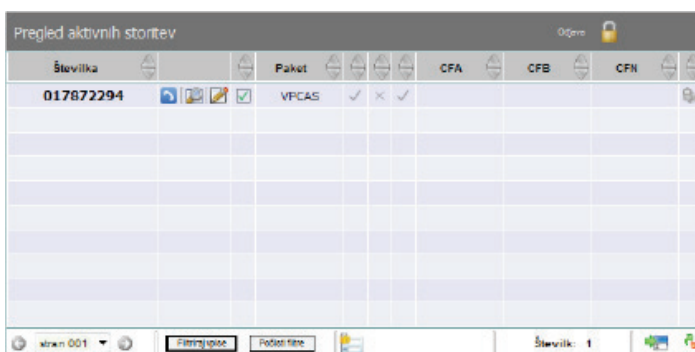 Pregled aktivnih storitev
Odjava
Številka Paket CFA CFB CFN
017872294 VPCAS
stran 001 Filtriraj vpise Počisti filtre Številk: 1